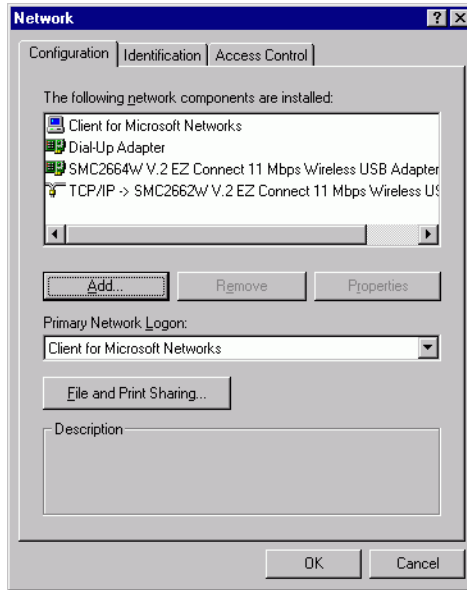 Network
Configuration Identification Access Control
The following network components are installed:
Client for Microsoft Networks
Dial-Up Adapter
SMC2664W V.2 EZ Connect 11 Mbps Wireless USB Adapter
TCP/IP -> SMC2662W V.2 EZ Connect 11 Mbps Wireless US
Add... Remove Properties
Primary Network Logon:
Client for Microsoft Networks
File and Print Sharing...
Description
OK Cancel